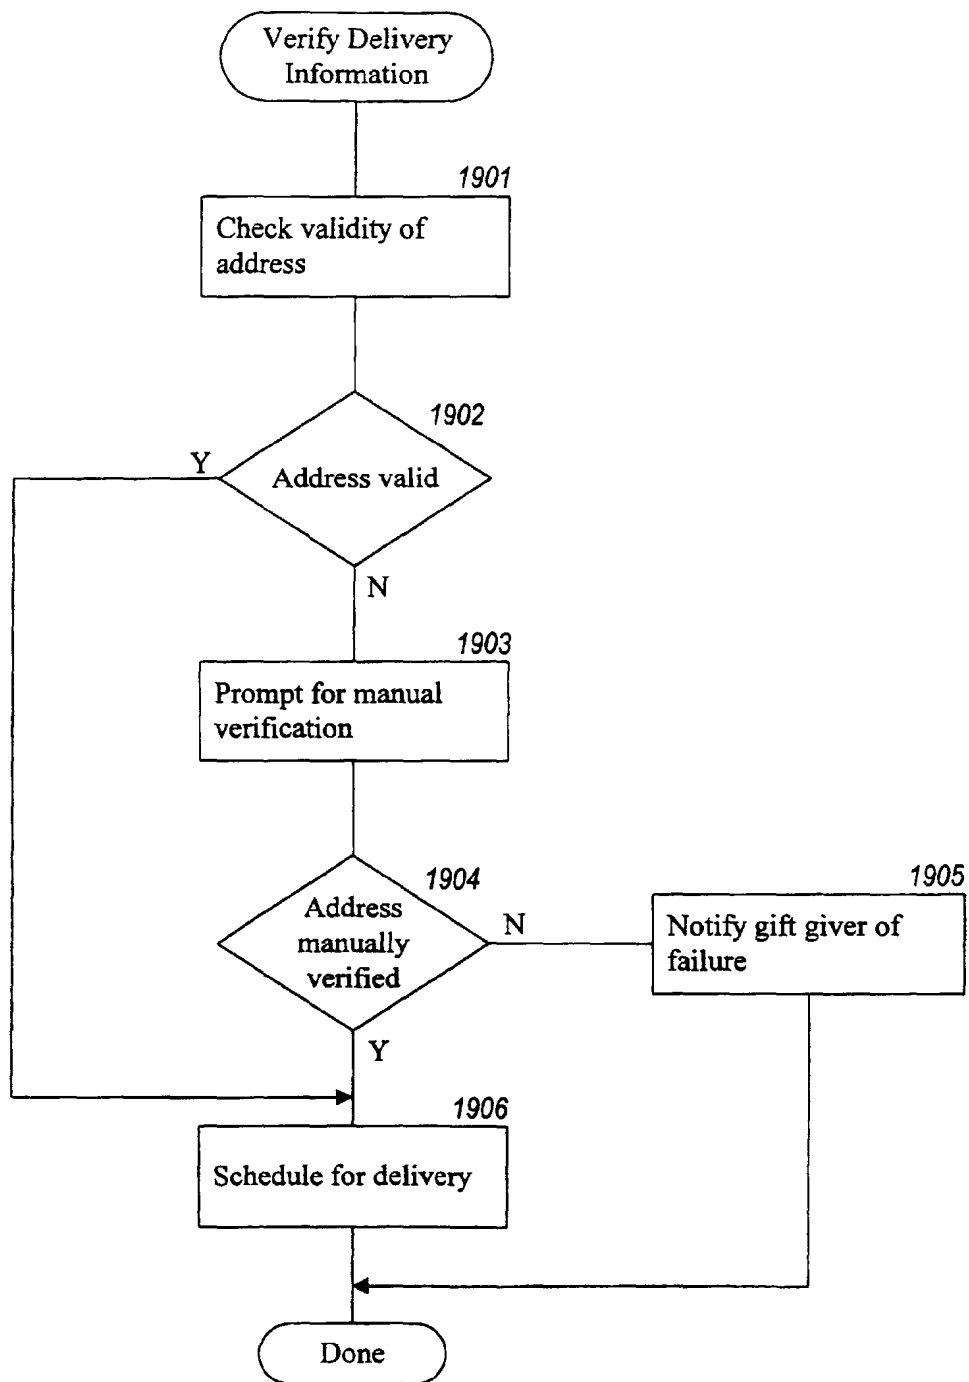 Verify Delivery
Information
1901
Check validity of
address
1902
Y
Address valid
N
1903
Prompt for manual
verification
1904
Address
manually
verified
N
1905
Notify gift giver of
failure
Y
1906
Schedule for delivery
Done